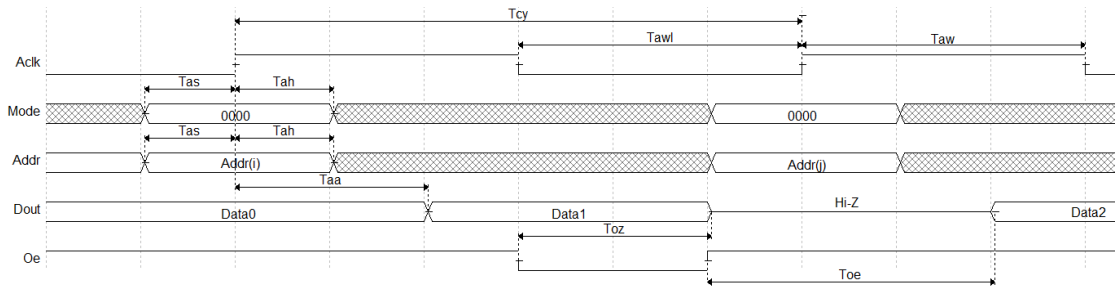 Tcy
Tawl Taw
Aclk
Tas Tah
Mode 0000 0000
Tas Tah
Addr Addr(i) Addr(j)
Taa
Dout Data0 Data1 Hi-Z Data2
Toz
Oe
Toe